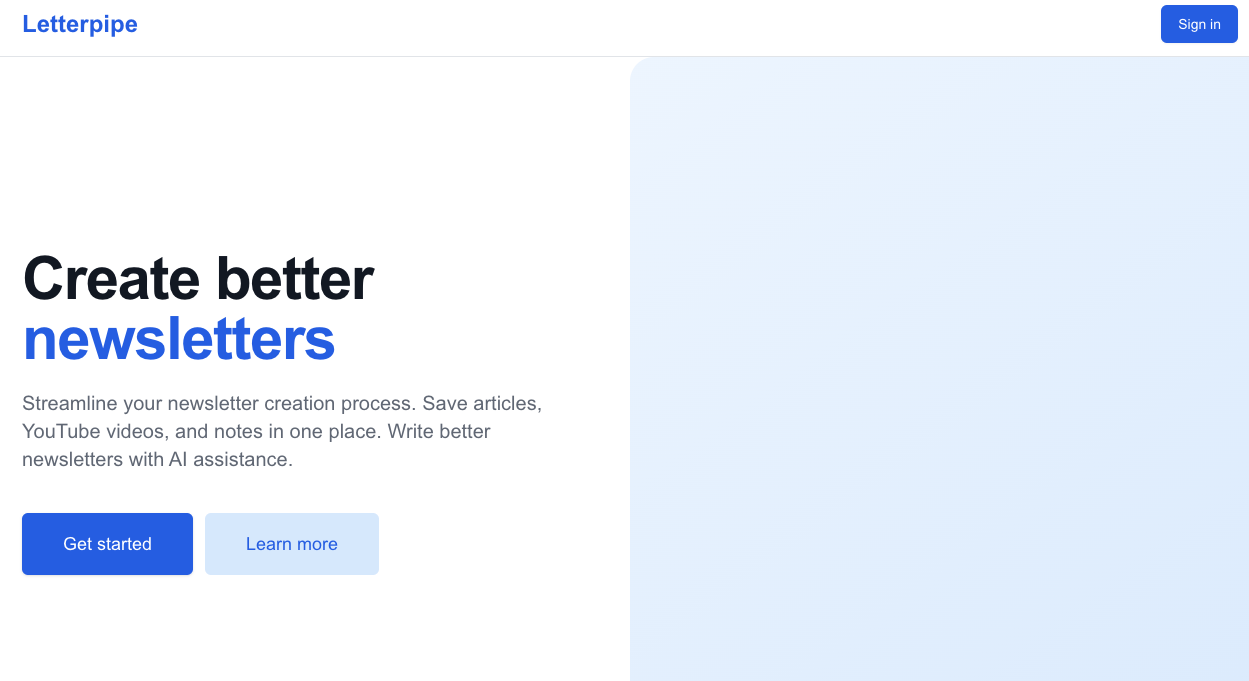 Letterpipe
Sign in
Create better
newsletters
Streamline your newsletter creation process. Save articles,
YouTube videos, and notes in one place. Write better
newsletters with AI assistance.
Get started
Learn more